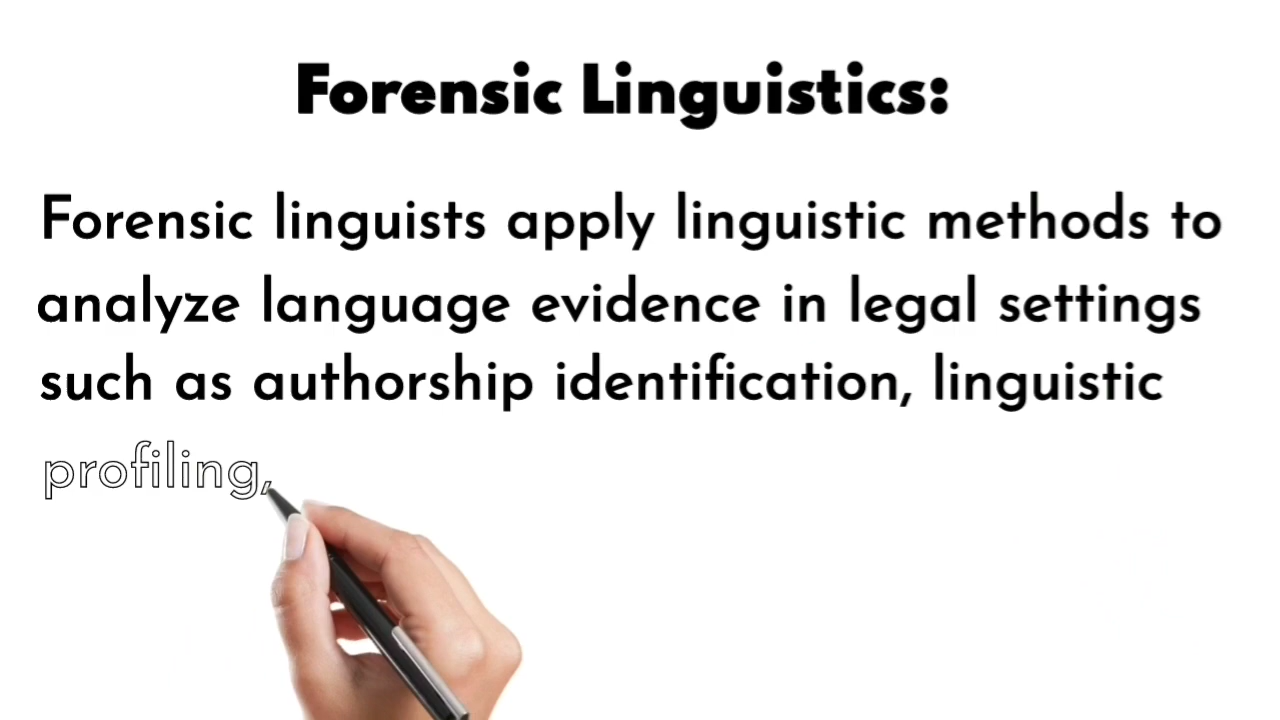 Forensic Linguistics:
Forensic linguists apply linguistic methods to
analyze language evidence in legal settings
such as authorship identification, linguistic
profiling,